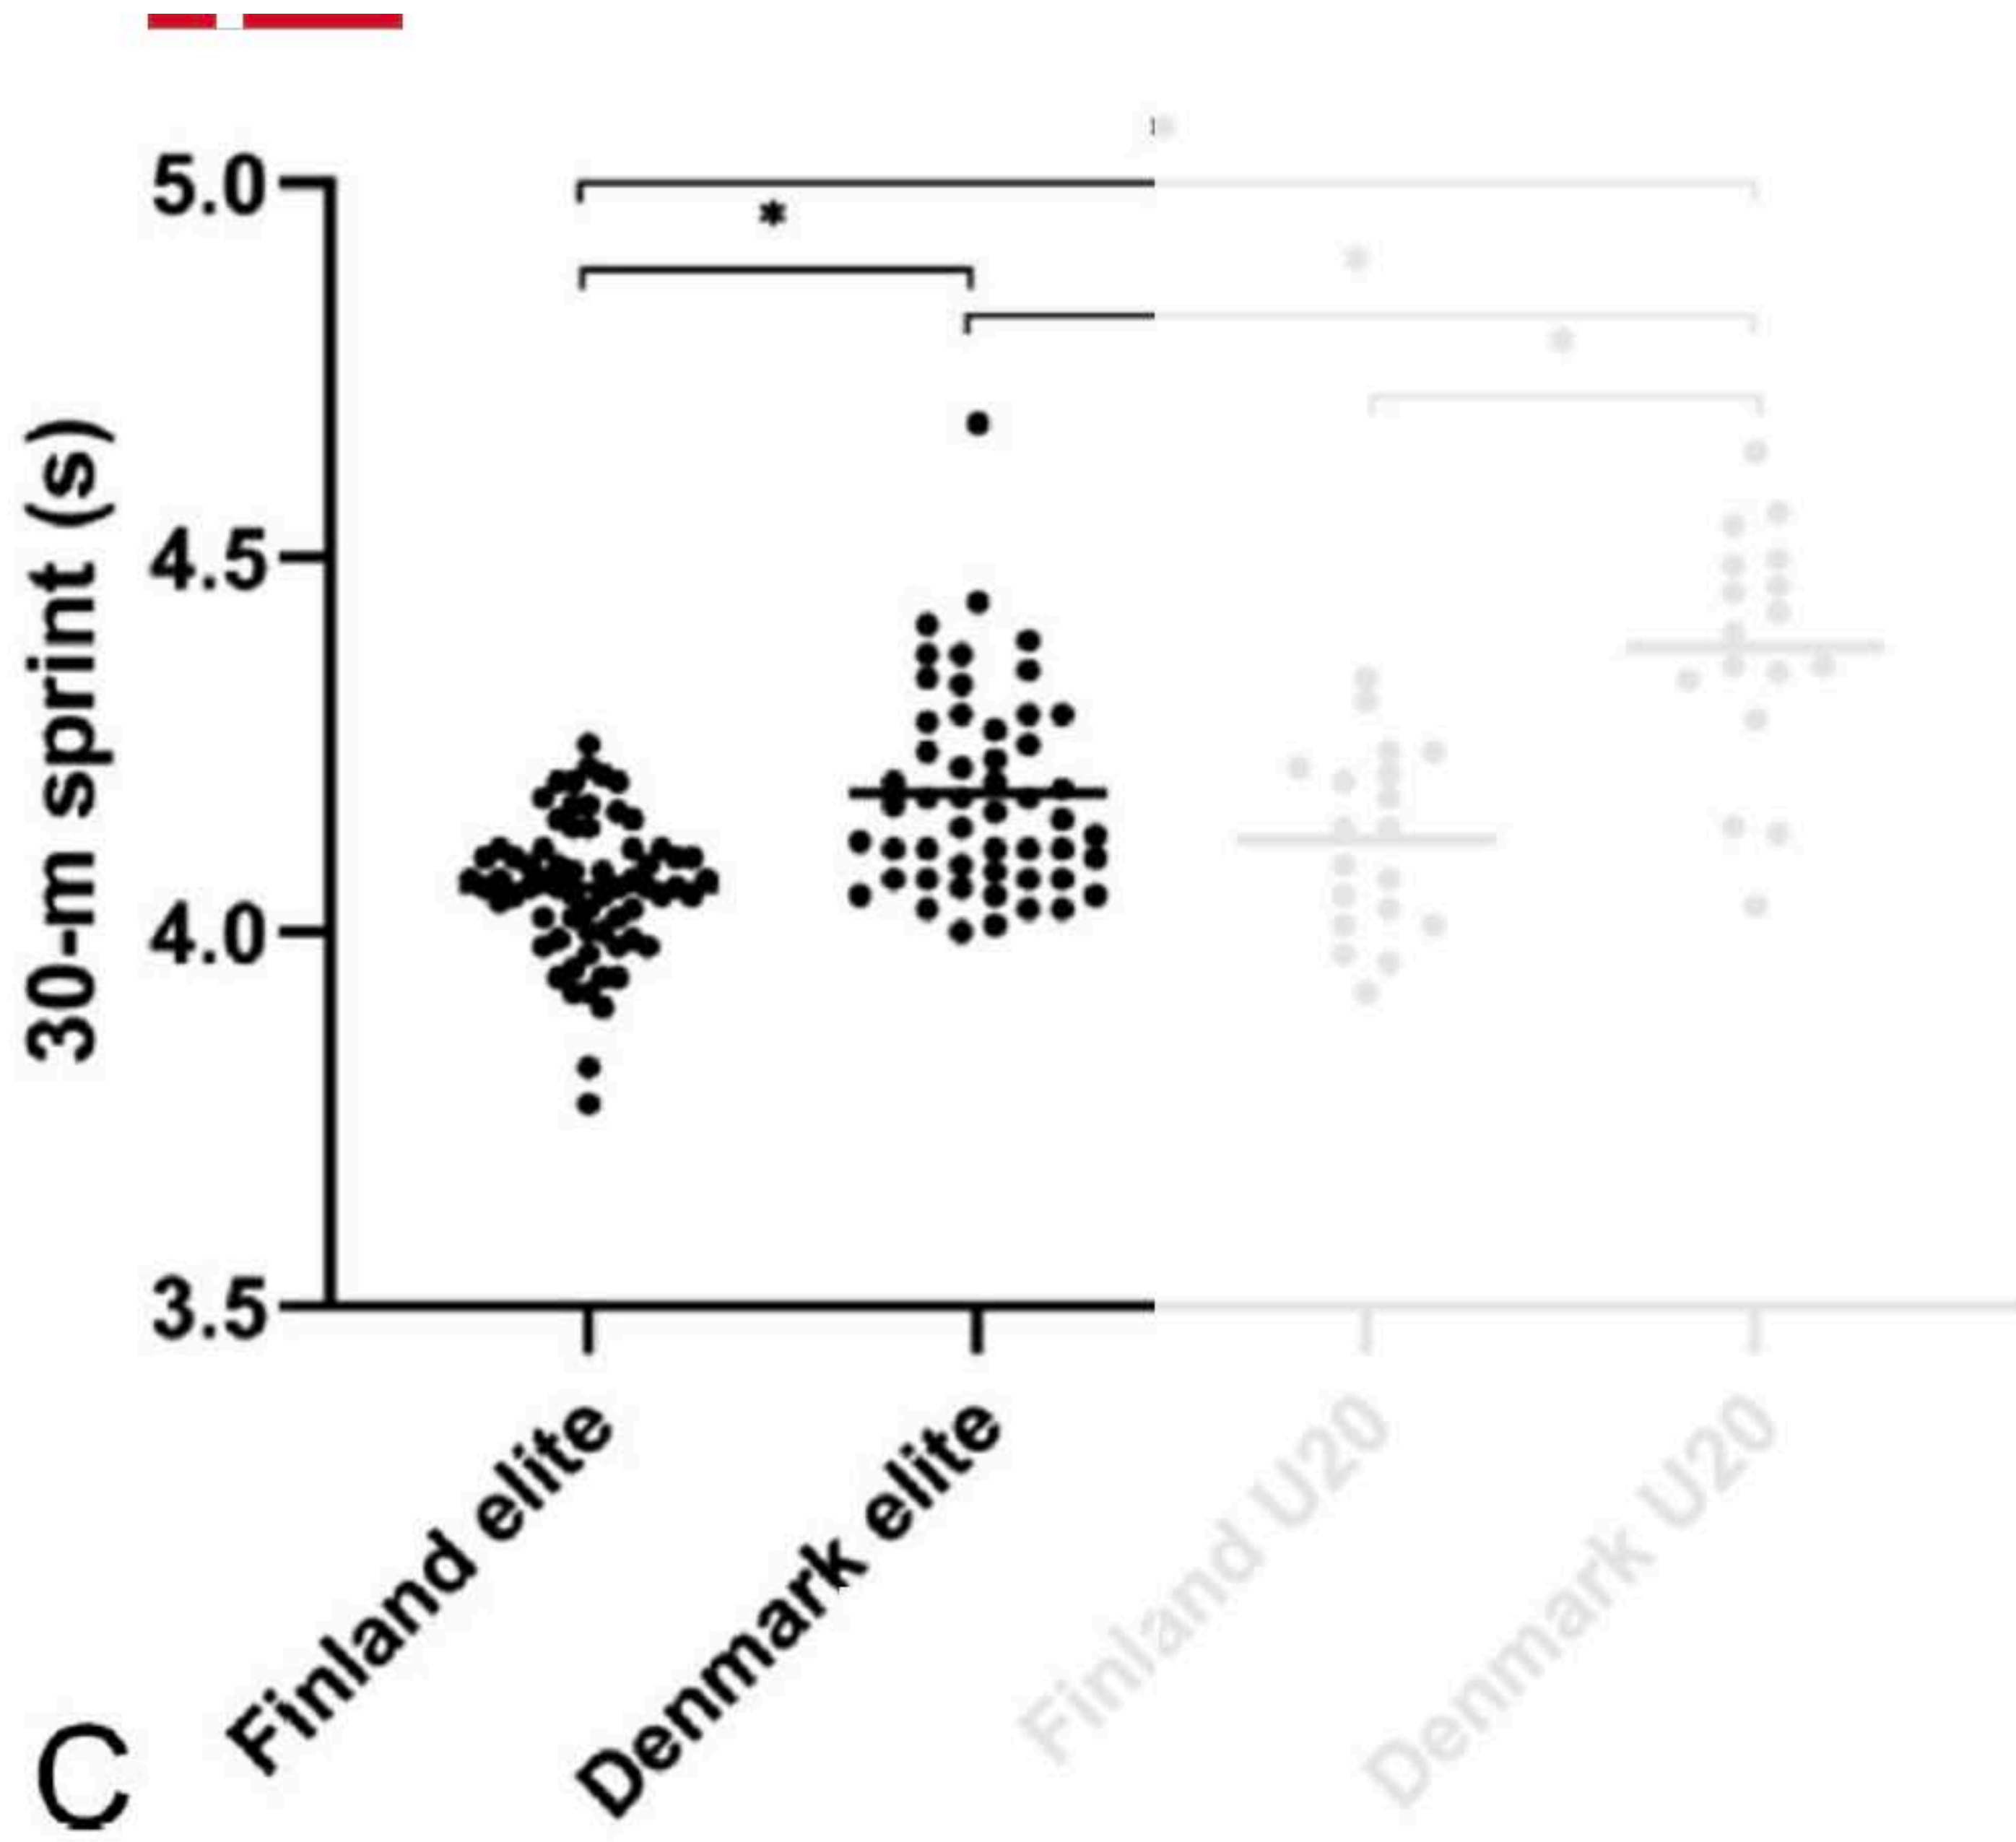 *
5.0
*
*
*
4.5
4.0
3.5
30-m sprint (s)
Finland elite
Denmark elite
Finland U20
Denmark U20
C